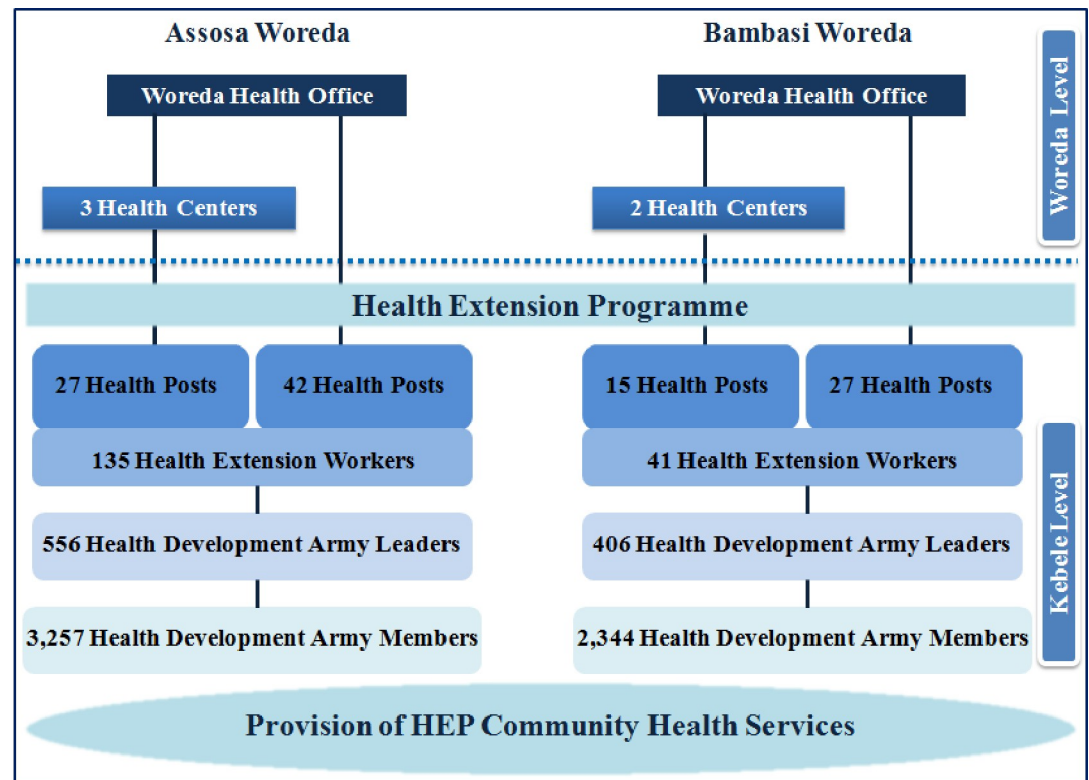 Assosa Woreda
Bambasi Woreda
Woreda Health Office
Woreda Health Office
Woreda Level
3 Health Centers
2 Health Centers
Health Extension Programme
27 Health Posts
42 Health Posts
15 Health Posts
27 Health Posts
135 Health Extension Workers
41 Health Extension Workers
556 Health Development Army Leaders
406 Health Development Army Leaders
Kebele Level
3,257 Health Development Army Members
2,344 Health Development Army Members
Provision of HEP Community Health Services